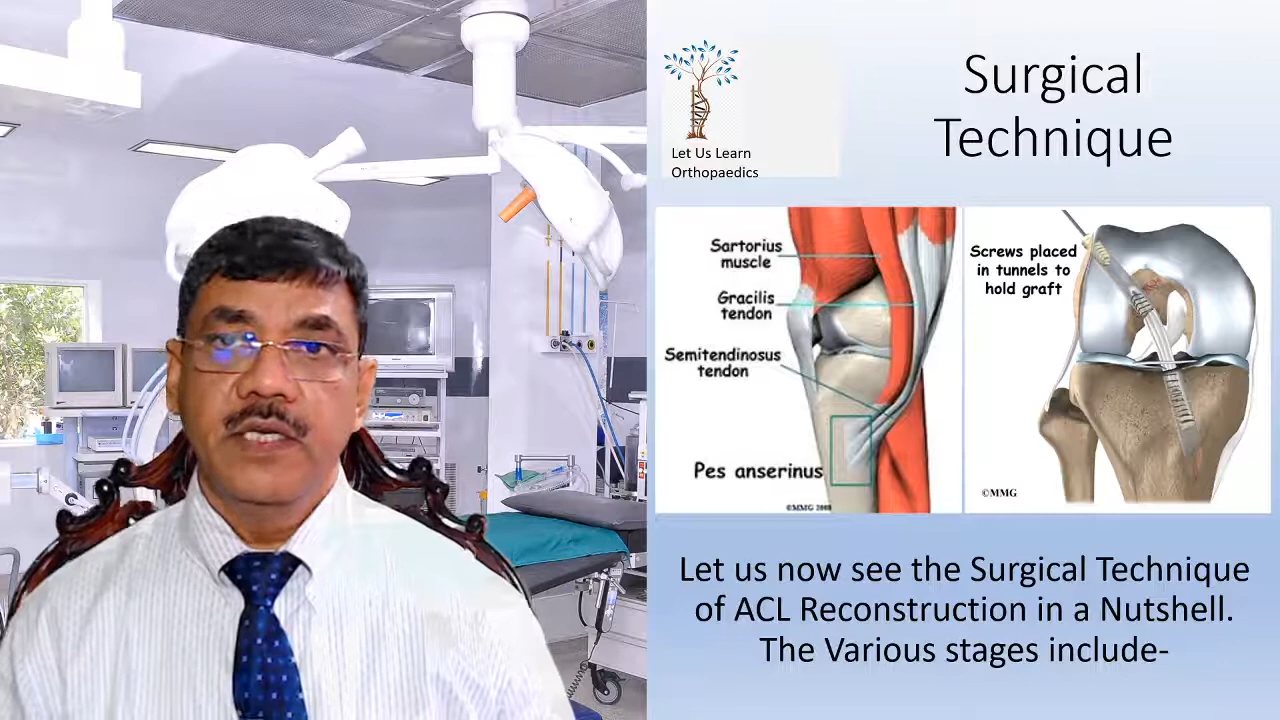 Surgical
Technique
Let Us Learn
Orthopaedics
Sartorius
muscle
Gracilis
tendon
Semitendinosus
tendon
Pes anserinus
©MMG 2008
Screws placed
in tunnels to
hold graft
©MMG
Let us now see the Surgical Technique
of ACL Reconstruction in a Nutshell.
The Various stages include-